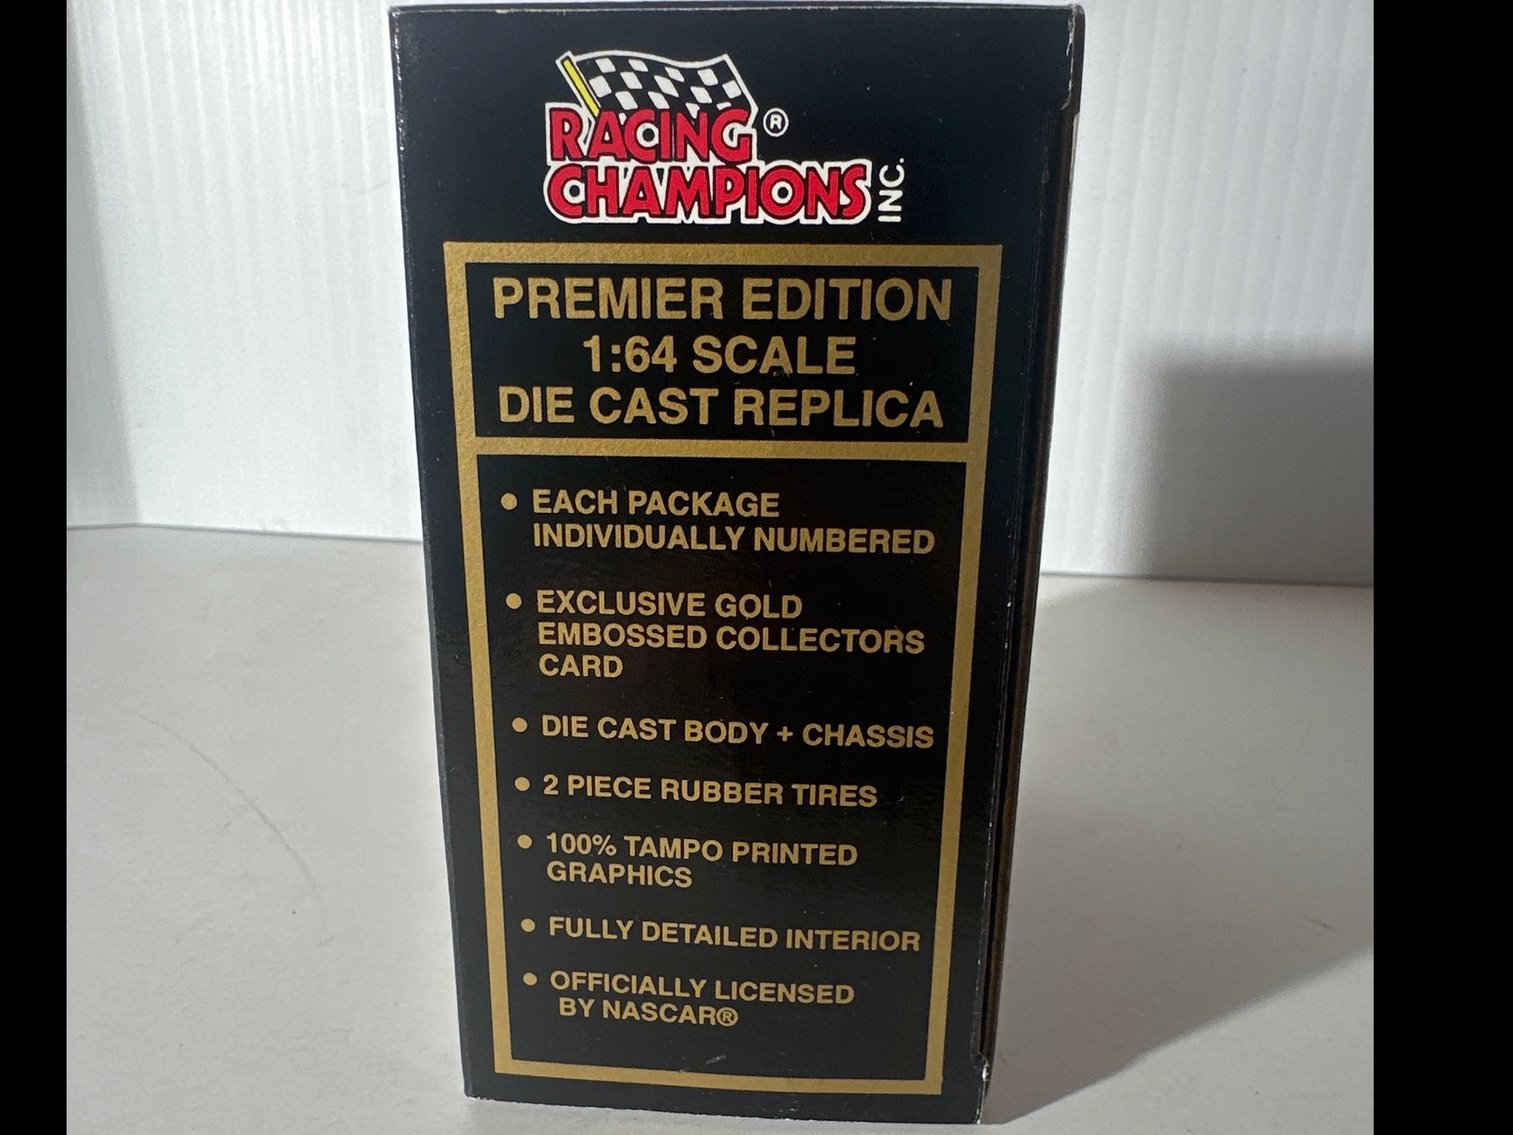 RACING®
CHAMPIONS INC.
PREMIER EDITION
1:64 SCALE
DIE CAST REPLICA
• EACH PACKAGE
INDIVIDUALLY NUMBERED
• EXCLUSIVE GOLD
EMBOSSED COLLECTORS
CARD
• DIE CAST BODY + CHASSIS
• 2 PIECE RUBBER TIRES
• 100% TAMPO PRINTED
GRAPHICS
• FULLY DETAILED INTERIOR
• OFFICIALLY LICENSED
BY NASCAR®